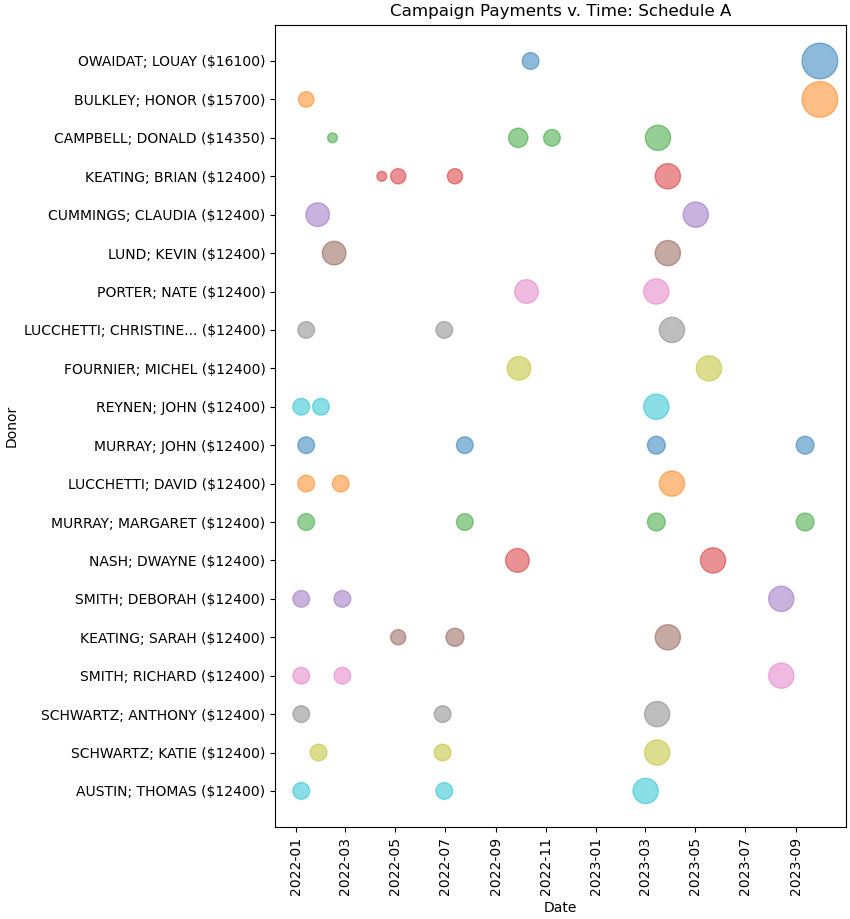 Campaign Payments v. Time: Schedule A
OWAIDAT; LOUAY ($16100)
BULKLEY; HONOR ($15700)
CAMPBELL; DONALD ($14350)
KEATING; BRIAN ($12400)
CUMMINGS; CLAUDIA ($12400)
LUND; KEVIN ($12400)
PORTER; NATE ($12400)
LUCCHETTI; CHRISTINE... ($12400)
FOURNIER; MICHEL ($12400)
REYNEN; JOHN ($12400)
MURRAY; JOHN ($12400)
LUCCHETTI; DAVID ($12400)
MURRAY; MARGARET ($12400)
NASH; DWAYNE ($12400)
SMITH; DEBORAH ($12400)
KEATING; SARAH ($12400)
SMITH; RICHARD ($12400)
SCHWARTZ; ANTHONY ($12400)
SCHWARTZ; KATIE ($12400)
AUSTIN; THOMAS ($12400)
Donor
2022-01
2022-03
2022-05
2022-07
2022-09
2022-11
2023-01
2023-03
2023-05
2023-07
2023-09
Date